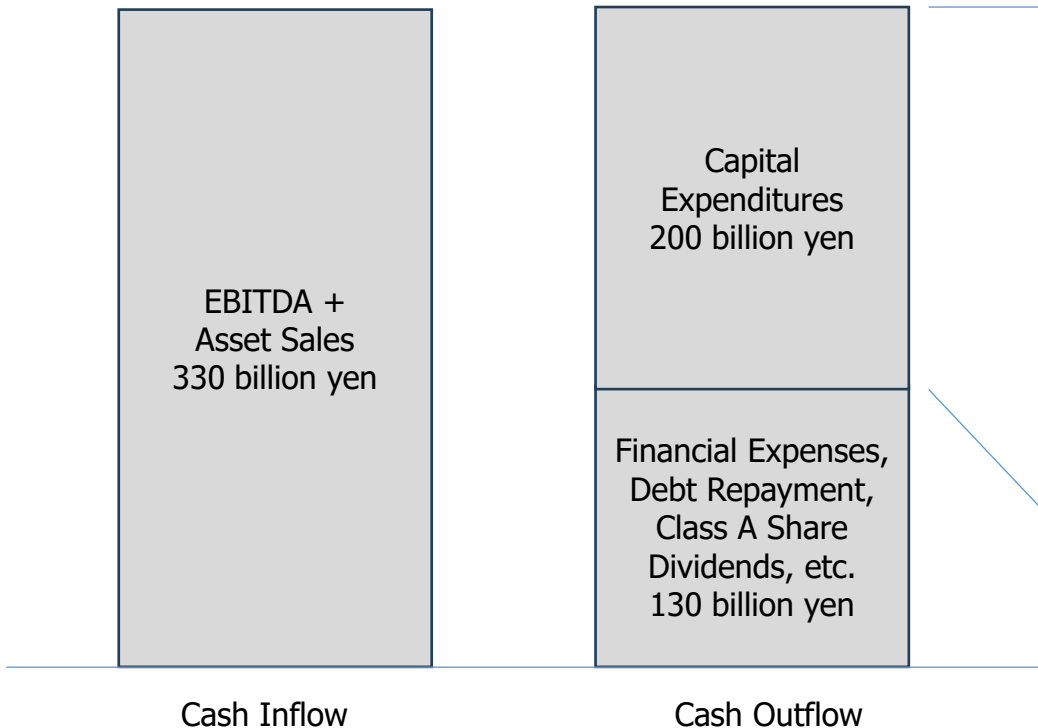 EBITDA +
Asset Sales
330 billion yen
Capital
Expenditures
200 billion yen
Financial Expenses,
Debt Repayment,
Class A Share
Dividends, etc.
130 billion yen
Cash Inflow
Cash Outflow